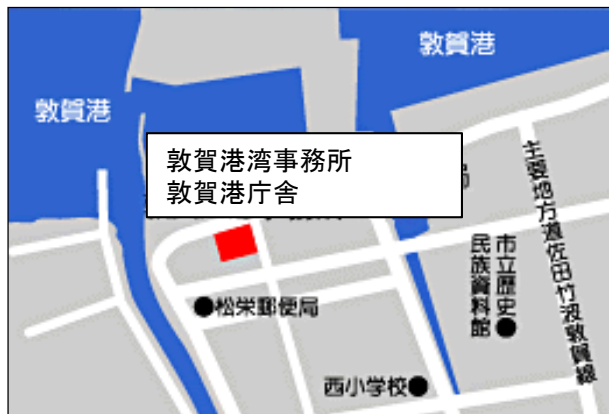 敦賀港
敦賀港
敦賀港湾事務所
敦賀港庁舎
局
主要地方道佐田竹波敦賀線
市立歴史
民族資料館
松栄郵便局
西小学校